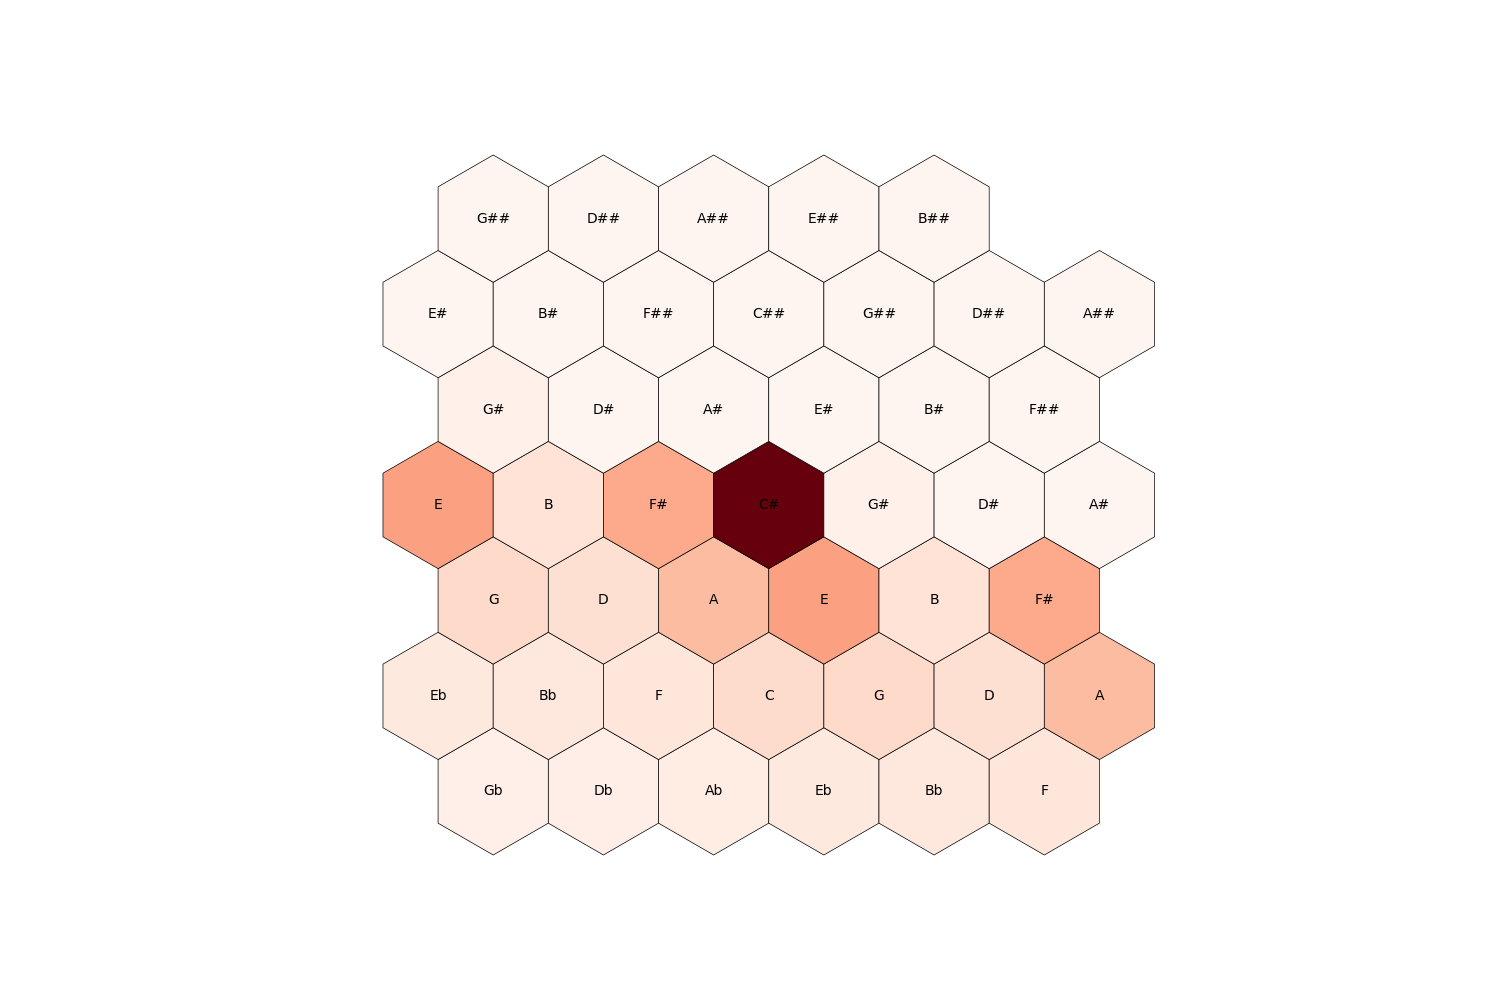 G## D## A## E## B##
E# B# F## C## G## D## A##
G# D# A# E# B# F##
E B F# C# G# D# A#
G D A E B F#
Eb Bb F C G D A
Gb Db Ab Eb Bb F